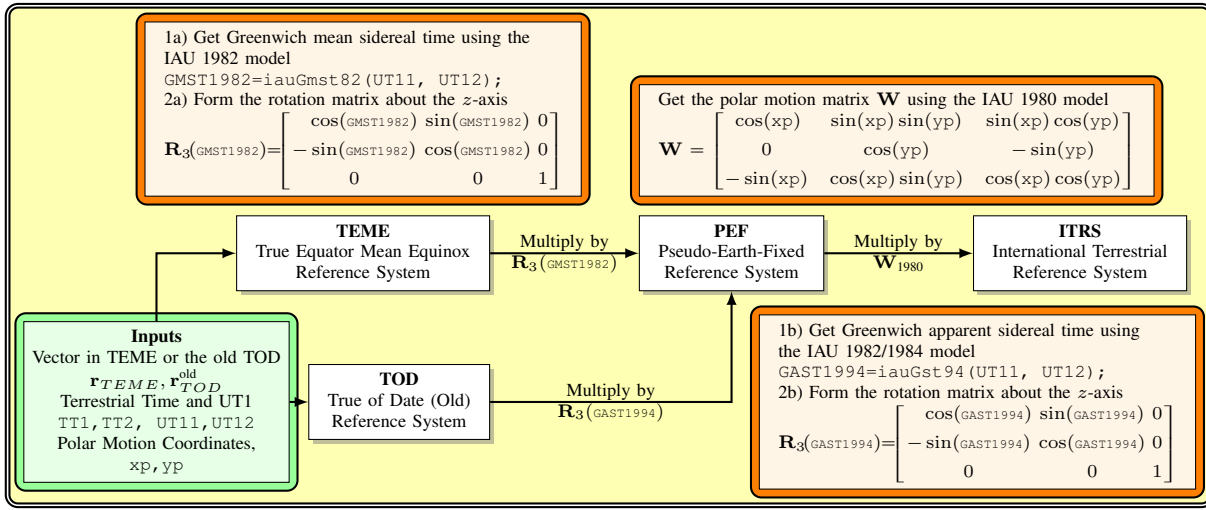 1a) Get Greenwich mean sidereal time using the
IAU 1982 model
GMST1982=iauGmst82(UT11, UT12);
2a) Form the rotation matrix about the z-axis
R₃(GMST1982)=[cos(GMST1982) sin(GMST1982) 0
− sin(GMST1982) cos(GMST1982) 0
0 0 1]
Get the polar motion matrix W using the IAU 1980 model
W = [cos(xp) sin(xp) sin(yp) sin(xp) cos(yp)
0 cos(yp) − sin(yp)
− sin(xp) cos(xp) sin(yp) cos(xp) cos(yp)]
TEME
True Equator Mean Equinox
Reference System
Multiply by
R₃(GMST1982)
PEF
Pseudo-Earth-Fixed
Reference System
Multiply by
W₁₉₈₀
ITRS
International Terrestrial
Reference System
Inputs
Vector in TEME or the old TOD
r_TEME, r_TOD^old
Terrestrial Time and UT1
TT1,TT2, UT11,UT12
Polar Motion Coordinates,
xp,yp
TOD
True of Date (Old)
Reference System
Multiply by
R₃(GAST1994)
1b) Get Greenwich apparent sidereal time using
the IAU 1982/1984 model
GAST1994=iauGst94(UT11, UT12);
2b) Form the rotation matrix about the z-axis
R₃(GAST1994)=[cos(GAST1994) sin(GAST1994) 0
− sin(GAST1994) cos(GAST1994) 0
0 0 1]